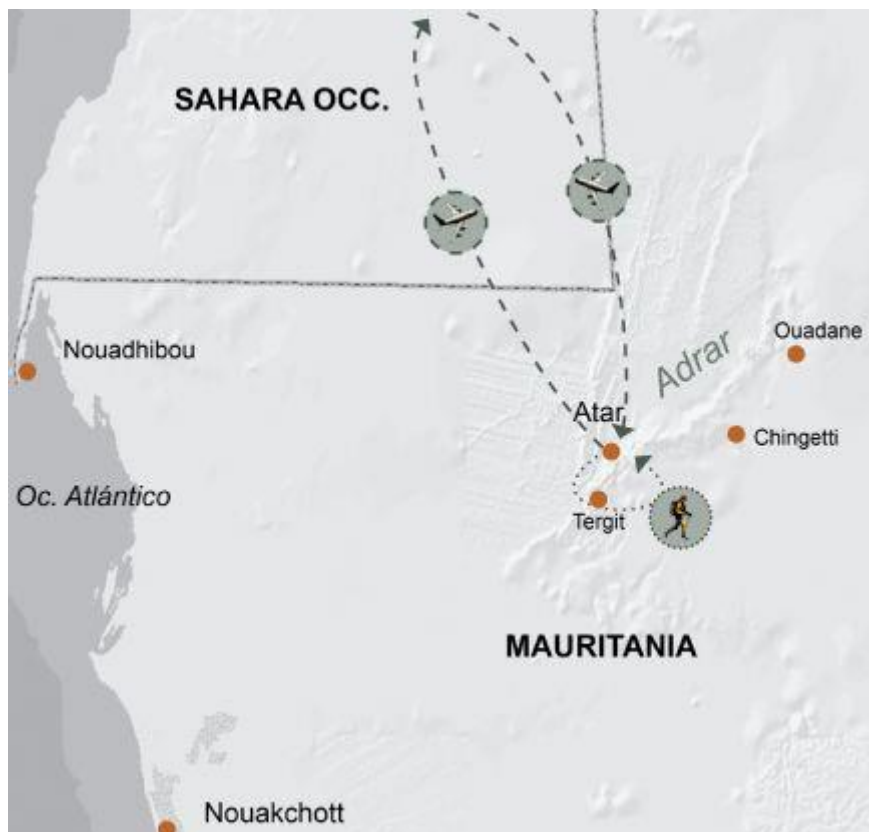 SAHARA OCC.
Nouadhibou
Ouadane
Adrar
Atar
Chingetti
Oc. Atlántico
Tergit
MAURITANIA
Nouakchott